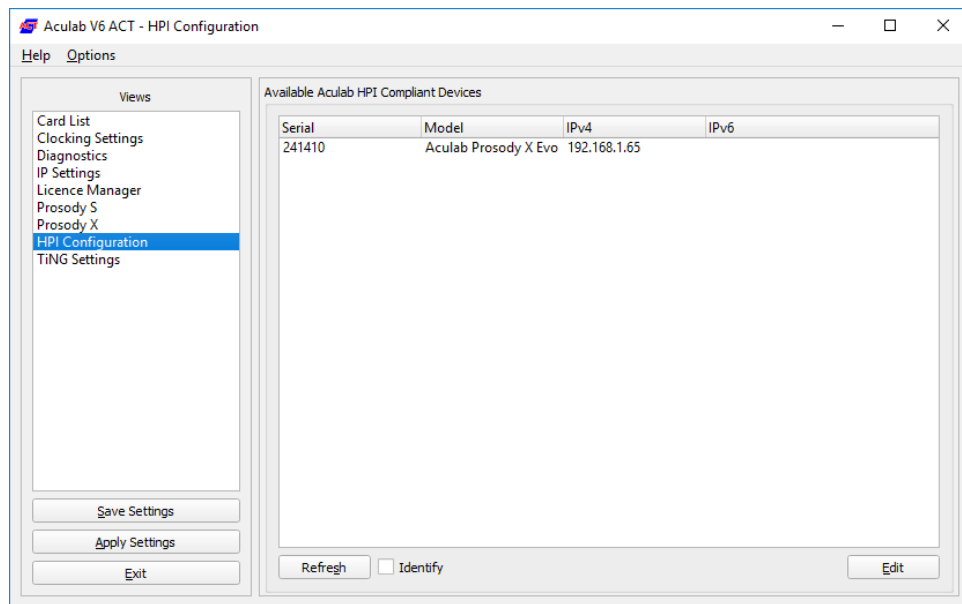 Aculab V6 ACT - HPI Configuration
Help Options
Views
Card List
Clocking Settings
Diagnostics
IP Settings
Licence Manager
Prosody S
Prosody X
HPI Configuration
TiNG Settings
Save Settings
Apply Settings
Exit
Available Aculab HPI Compliant Devices
Serial Model IPv4 IPv6
241410 Aculab Prosody X Evo 192.168.1.65
Refresh Identify Edit